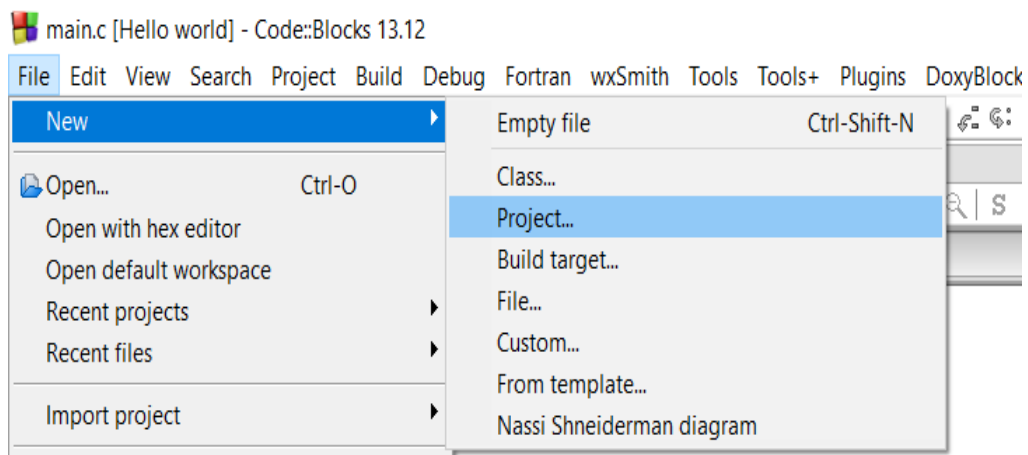 main.c [Hello world] - Code::Blocks 13.12
File Edit View Search Project Build Debug Fortran wxSmith Tools Tools+ Plugins DoxyBlock
New
Open... Ctrl-O
Open with hex editor
Open default workspace
Recent projects
Recent files
Import project
Empty file Ctrl-Shift-N
Class...
Project...
Build target...
File...
Custom...
From template...
Nassi Shneiderman diagram
S